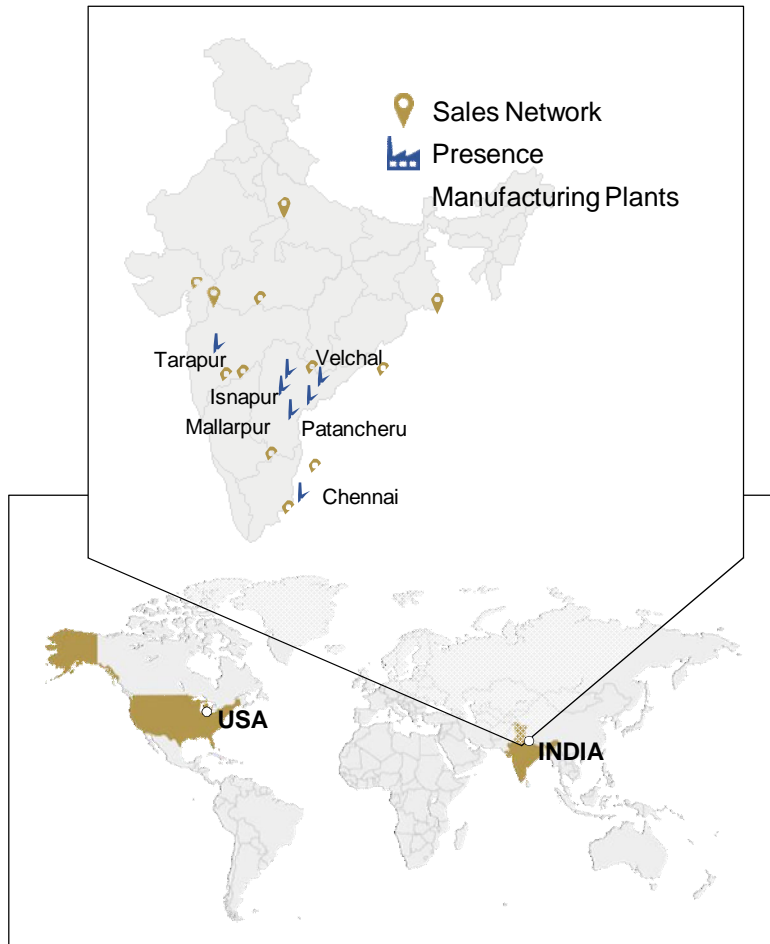 Sales Network
Presence
Manufacturing Plants
Tarapur
Velchal
Isnapur
Mallarpur
Patancheru
Chennai
USA
INDIA